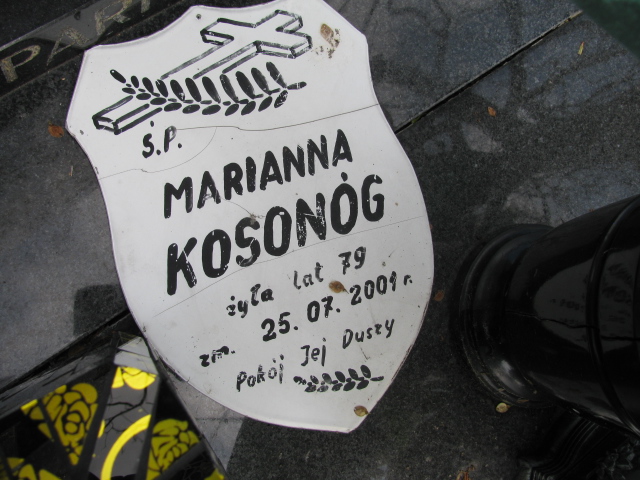 Ś.P.
MARIANNA
KOSONÓG
żyła lat 79
zm. 25. 07. 2001 r.
Pokój Jej Duszy